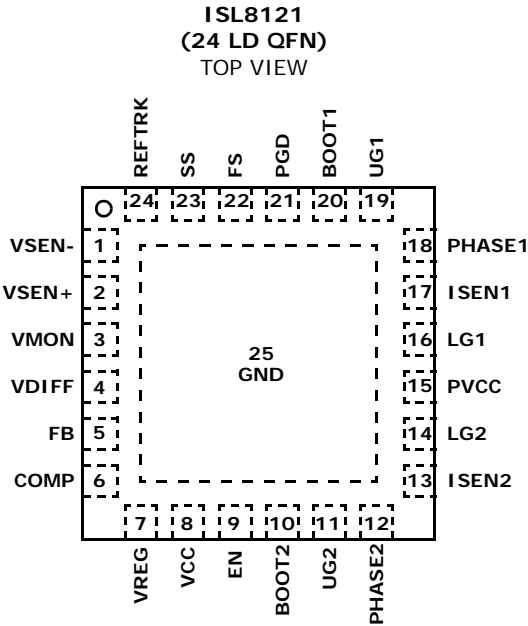 ISL8121
(24 LD QFN)
TOP VIEW
REFTRK
SS
FS
PGD
BOOT1
UG1
24
23
22
21
20
19
VSEN- 1
VSEN+ 2
VMON 3
VDIFF 4
FB 5
COMP 6
25
GND
18 PHASE1
17 ISEN1
16 LG1
15 PVCC
14 LG2
13 ISEN2
7
8
9
10
11
12
VREG
VCC
EN
BOOT2
UG2
PHASE2